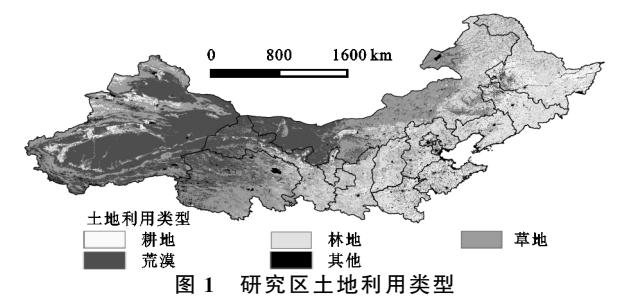 0 800 1600 km
土地利用类型
耕地 林地 草地
荒漠 其他
图 1 研究区土地利用类型